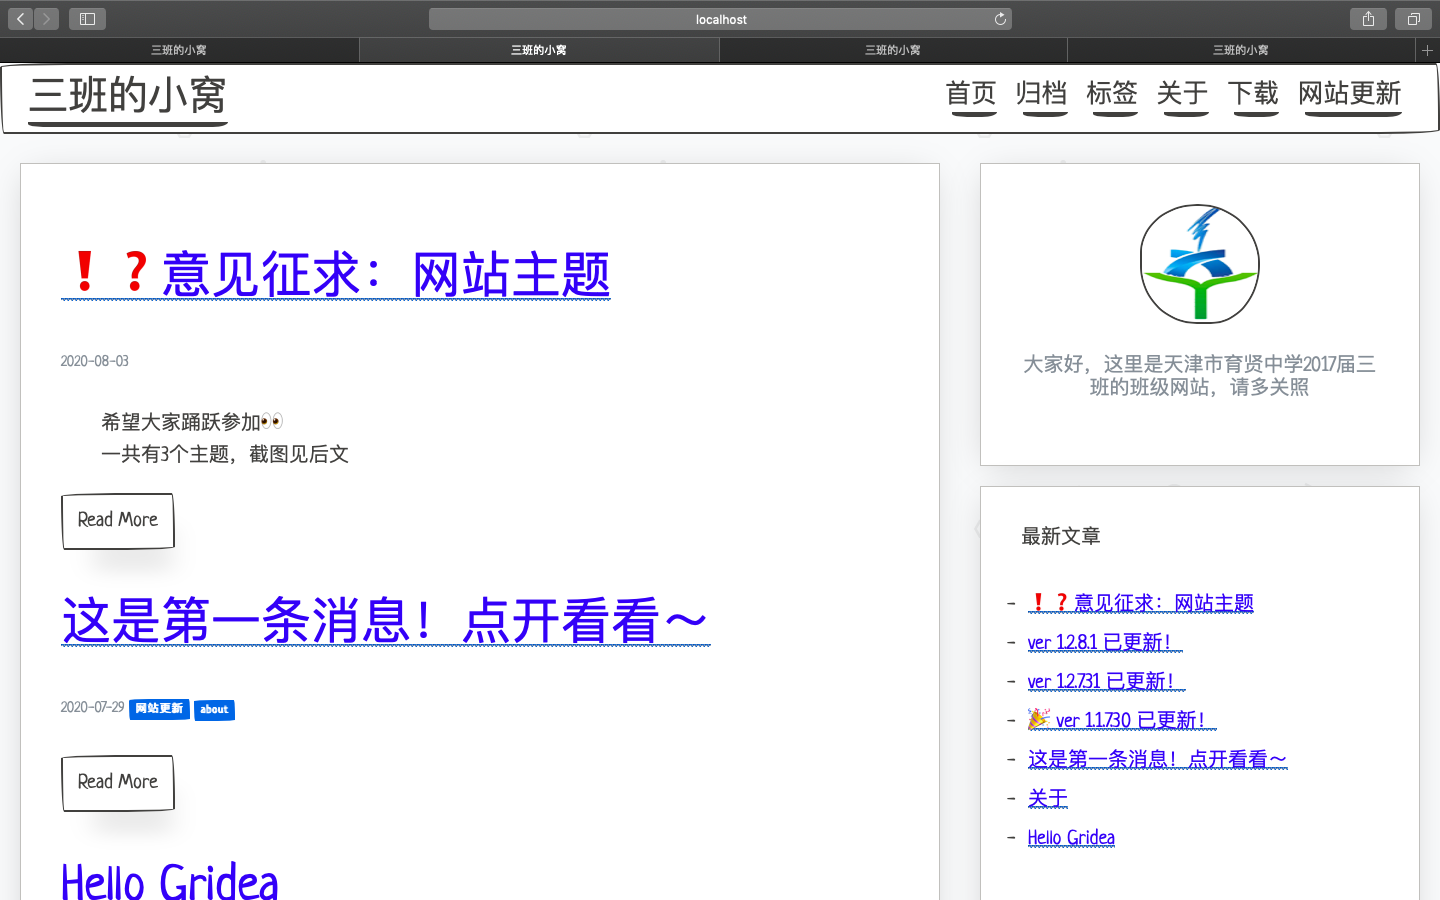 localhost
三班的小窝
三班的小窝
三班的小窝
三班的小窝
三班的小窝
首页 归档 标签 关于 下载 网站更新
❗❓意见征求：网站主题
2020-08-03
希望大家踊跃参加👀
一共有3个主题，截图见后文
Read More
这是第一条消息！点开看看～
2020-07-29 网站更新 about
Read More
Hello Gridea
大家好，这里是天津市育贤中学2017届三
班的班级网站，请多关照
最新文章
- ❗❓意见征求：网站主题
- ver 1.2.8.1 已更新！
- ver 1.2.731 已更新！
- 🎉 ver 1.1.730 已更新！
- 这是第一条消息！点开看看～
- 关于
- Hello Gridea